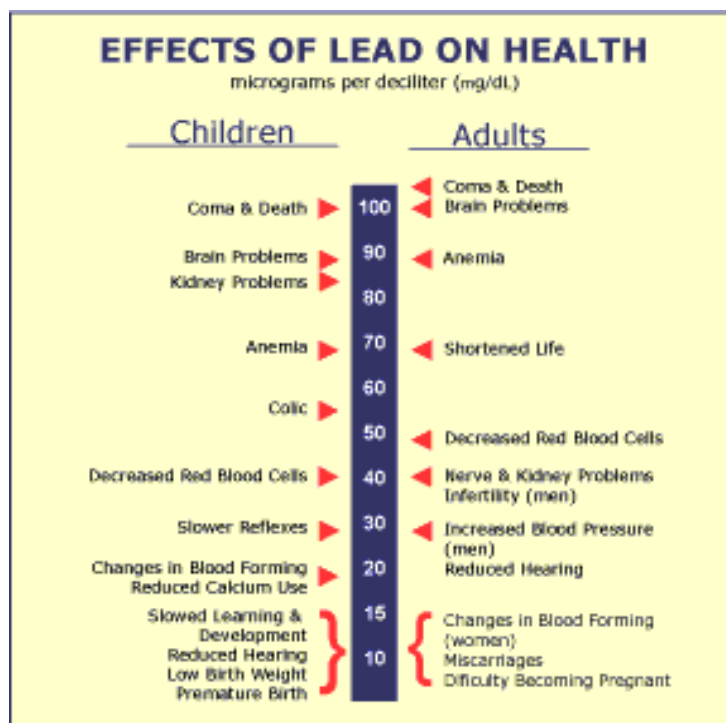 EFFECTS OF LEAD ON HEALTH
micrograms per deciliter (mg/dL)
Children
Coma & Death
Brain Problems
Kidney Problems
Anemia
Colic
Decreased Red Blood Cells
Slower Reflexes
Changes in Blood Forming
Reduced Calcium Use
Slowed Learning &
Development
Reduced Hearing
Low Birth Weight
Premature Birth
100
90
80
70
60
50
40
30
20
15
10
Adults
Coma & Death
Brain Problems
Anemia
Shortened Life
Decreased Red Blood Cells
Nerve & Kidney Problems
Infertility (men)
Increased Blood Pressure
(men)
Reduced Hearing
Changes in Blood Forming
(women)
Miscarriages
Dificulty Becoming Pregnant